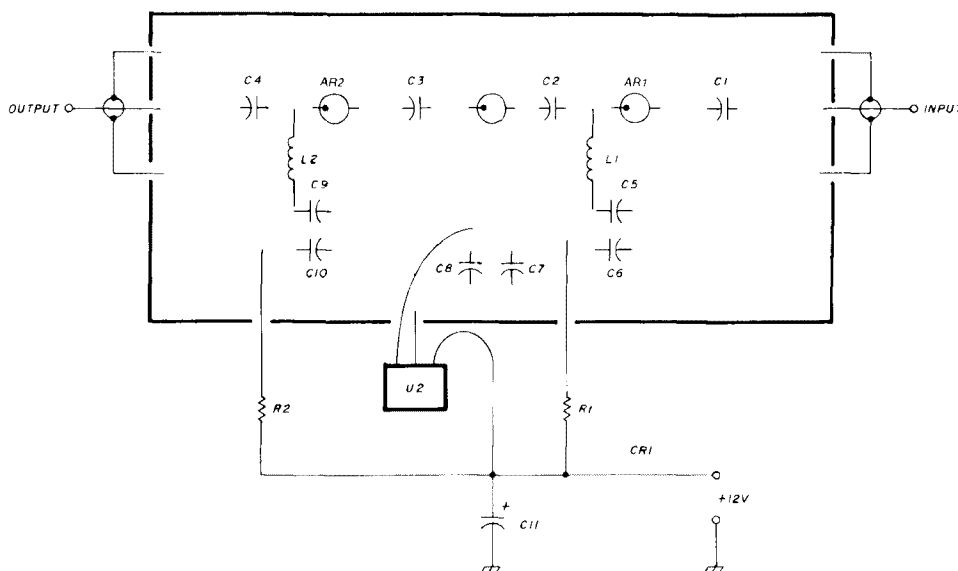 C4 AR2 C3 C2 AR1 C1
OUTPUT INPUT
L2 L1
C9 C5
C10 C8 C7 C6
U2
R2 R1
CR1
+12V
+ C11